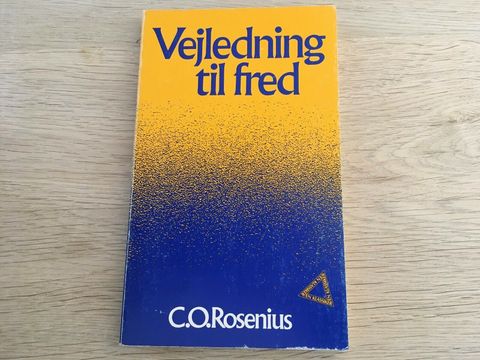 Vejledning
til fred
C.O.Rosenius